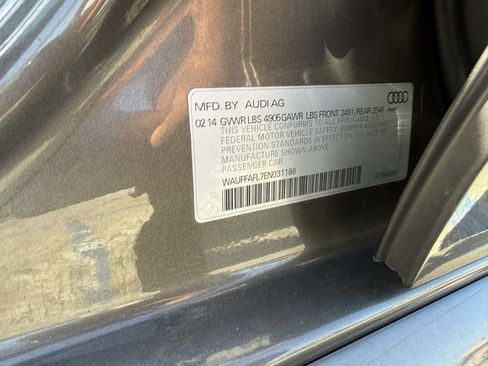 MFD. BY AUDI AG
02.14 GVWR LBS 4905 GAWR LBS FRONT 2491/REAR 2546
THIS VEHICLE CONFORMS TO ALL APPLICABLE U.S.
FEDERAL MOTOR VEHICLE SAFETY, BUMPER AND THEFT
PREVENTION STANDARDS IN EFFECT ON THE DATE OF
MANUFACTURE SHOWN ABOVE
PASSENGER CAR
WAUFFAFL7EN031186
Audi